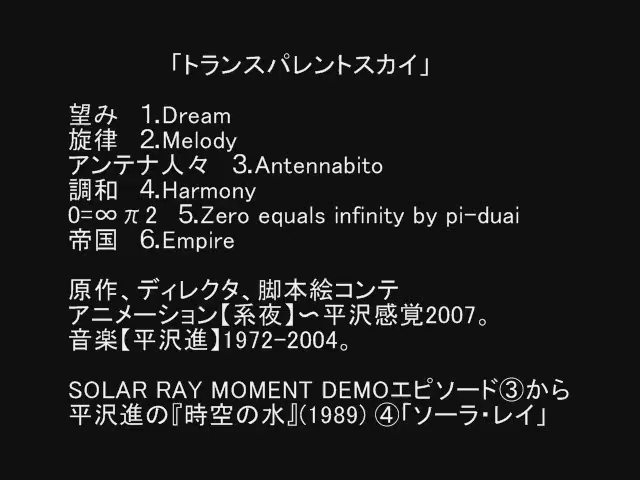 「トランスパレントスカイ」
望み 1.Dream
旋律 2.Melody
アンテナ人々 3.Antennabito
調和 4.Harmony
0=∞π2 5.Zero equals infinity by pi-duai
帝国 6.Empire
原作、ディレクタ、脚本絵コンテ
アニメーション【系夜】〜平沢感覚2007。
音楽【平沢進】1972-2004。
SOLAR RAY MOMENT DEMOエピソード③から
平沢進の『時空の水』(1989) ④「ソーラ・レイ」